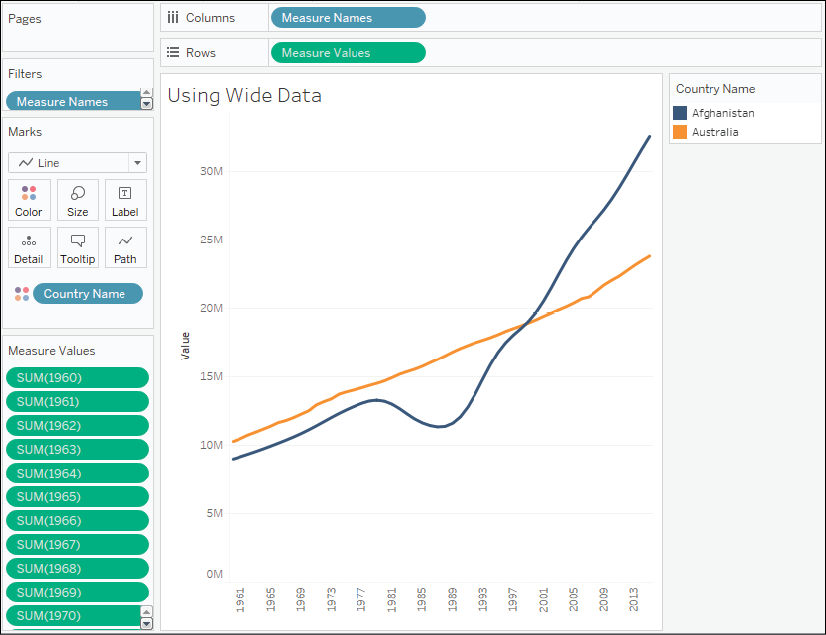 Pages
Columns
Measure Names
Rows
Measure Values
Filters
Measure Names
Marks
Line
Color
Size
Label
Detail
Tooltip
Path
Country Name
Measure Values
SUM(1960)
SUM(1961)
SUM(1962)
SUM(1963)
SUM(1964)
SUM(1965)
SUM(1966)
SUM(1967)
SUM(1968)
SUM(1969)
SUM(1970)
Using Wide Data
30M
25M
20M
15M
10M
5M
0M
Value
1961
1965
1969
1973
1977
1981
1985
1989
1993
1997
2001
2005
2009
2013
Country Name
Afghanistan
Australia